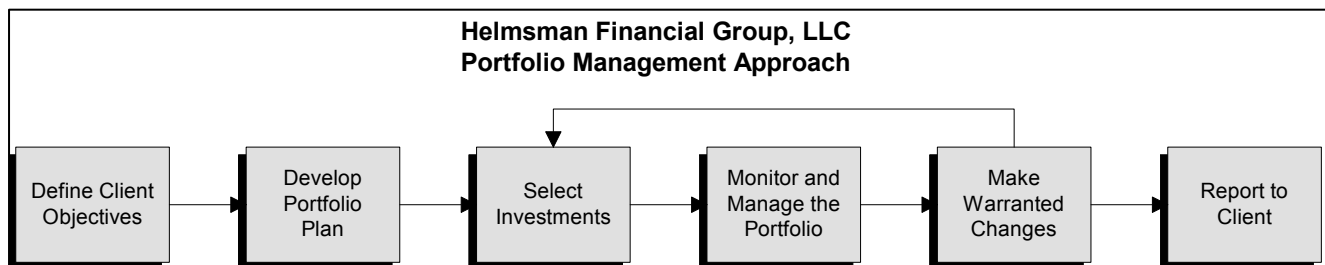 Helmsman Financial Group, LLC
Portfolio Management Approach
Define Client
Objectives
Develop
Portfolio
Plan
Select
Investments
Monitor and
Manage the
Portfolio
Make
Warranted
Changes
Report to
Client